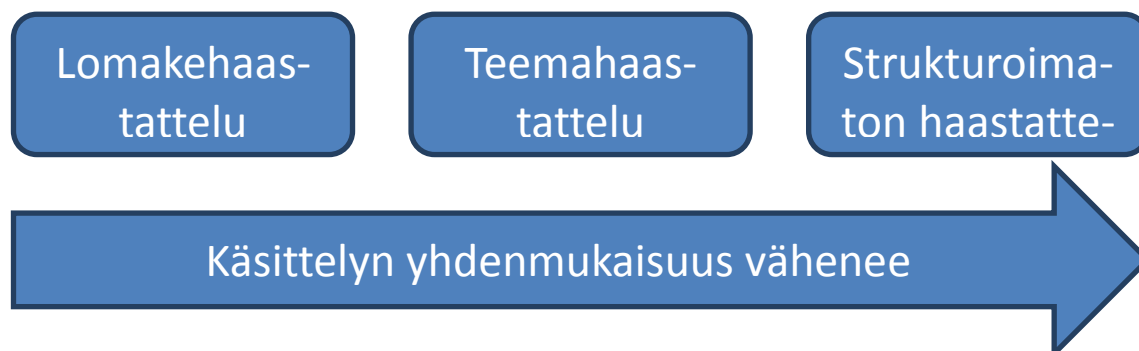 Lomakehaas-
tattelu
Teemahaas-
tattelu
Strukturoima-
ton haastatte-
Käsittelyn yhdenmukaisuus vähenee